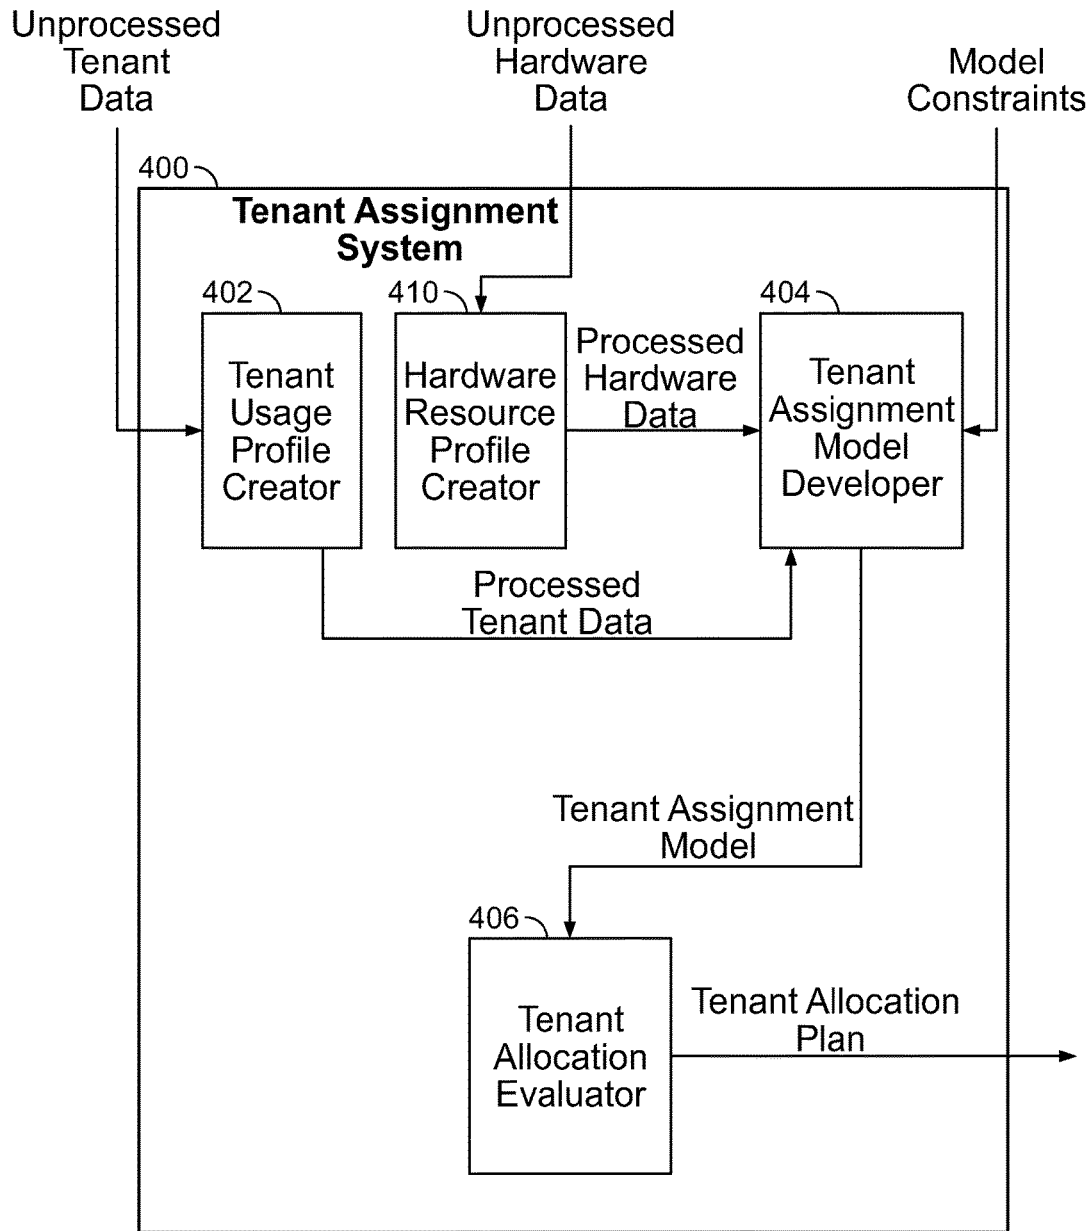 Unprocessed
Tenant
Data
Unprocessed
Hardware
Data
Model
Constraints
400
Tenant Assignment
System
402
Tenant
Usage
Profile
Creator
410
Hardware
Resource
Profile
Creator
Processed
Hardware
Data
404
Tenant
Assignment
Model
Developer
Processed
Tenant Data
Tenant Assignment
Model
406
Tenant
Allocation
Evaluator
Tenant Allocation
Plan